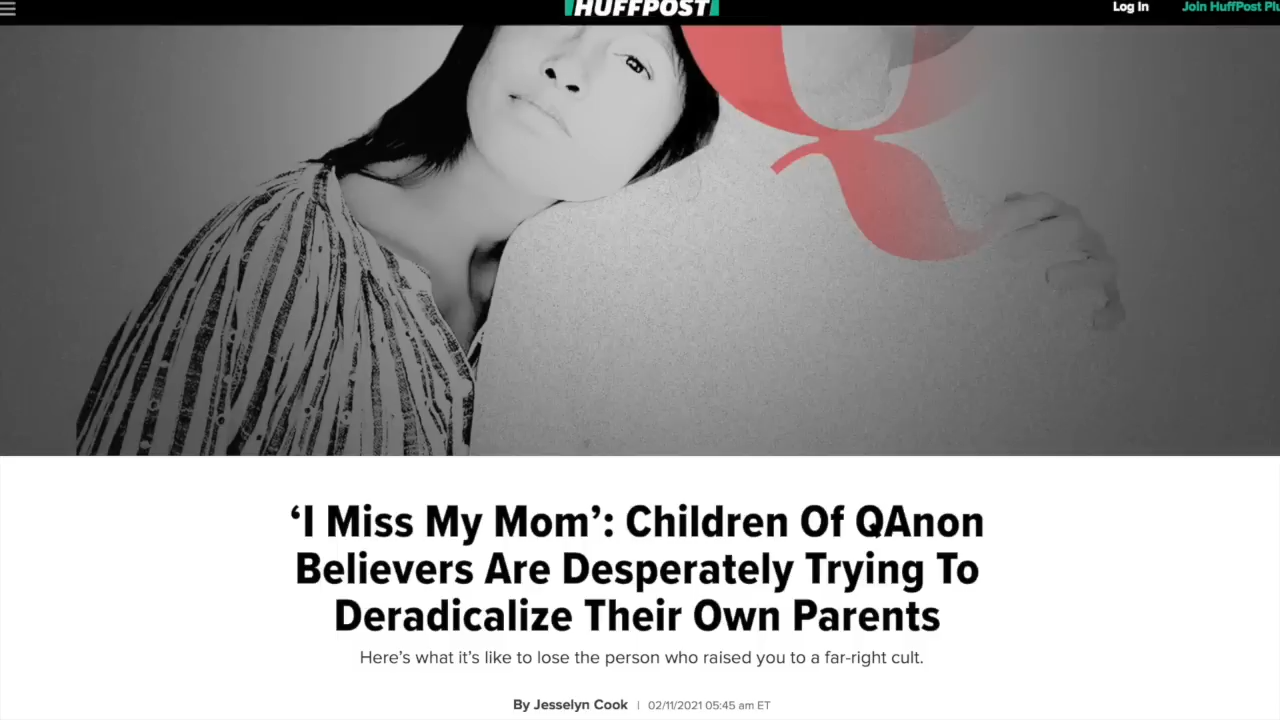 HUFFPOST
Log In
Join HuffPost Plu
Q
‘I Miss My Mom’: Children Of QAnon
Believers Are Desperately Trying To
Deradicalize Their Own Parents
Here’s what it’s like to lose the person who raised you to a far-right cult.
By Jesselyn Cook | 02/11/2021 05:45 am ET